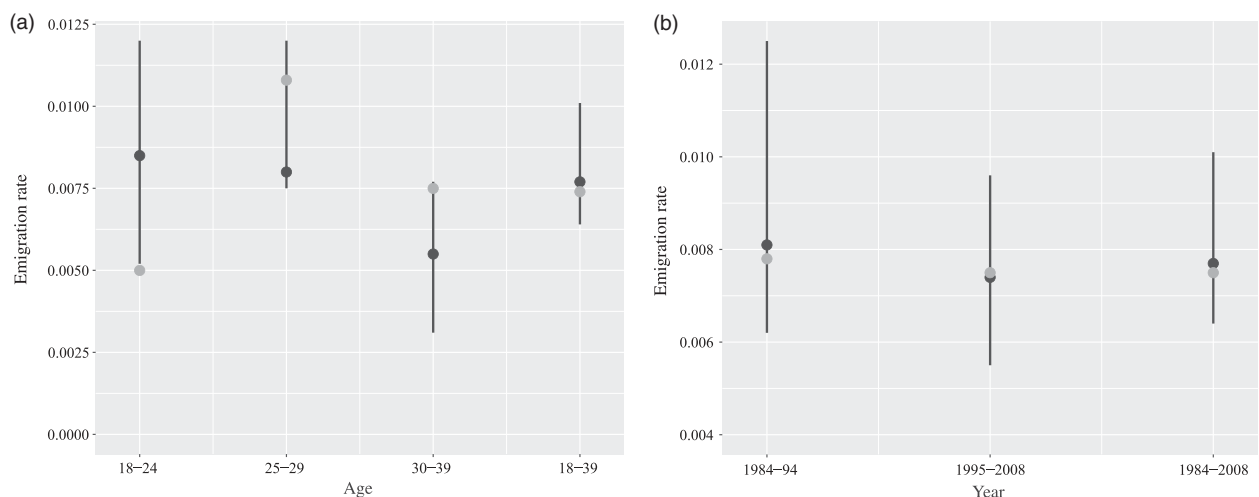 (a)
Emigration rate
0.0125
0.0100
0.0075
0.0050
0.0025
0.0000
18–24 25–29 30–39 18–39
Age
(b)
Emigration rate
0.012
0.010
0.008
0.006
0.004
1984–94 1995–2008 1984–2008
Year